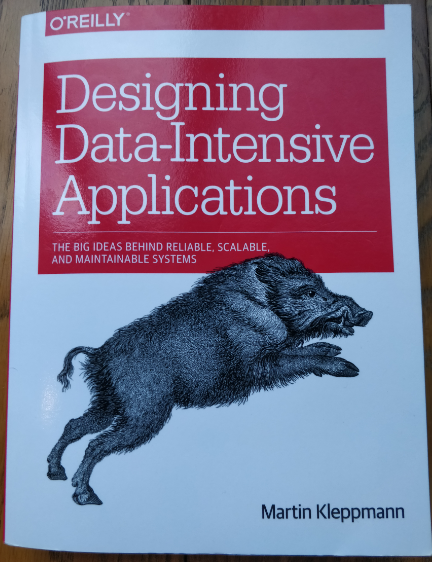 O'REILLY®
Designing
Data-Intensive
Applications
THE BIG IDEAS BEHIND RELIABLE, SCALABLE,
AND MAINTAINABLE SYSTEMS
Martin Kleppmann